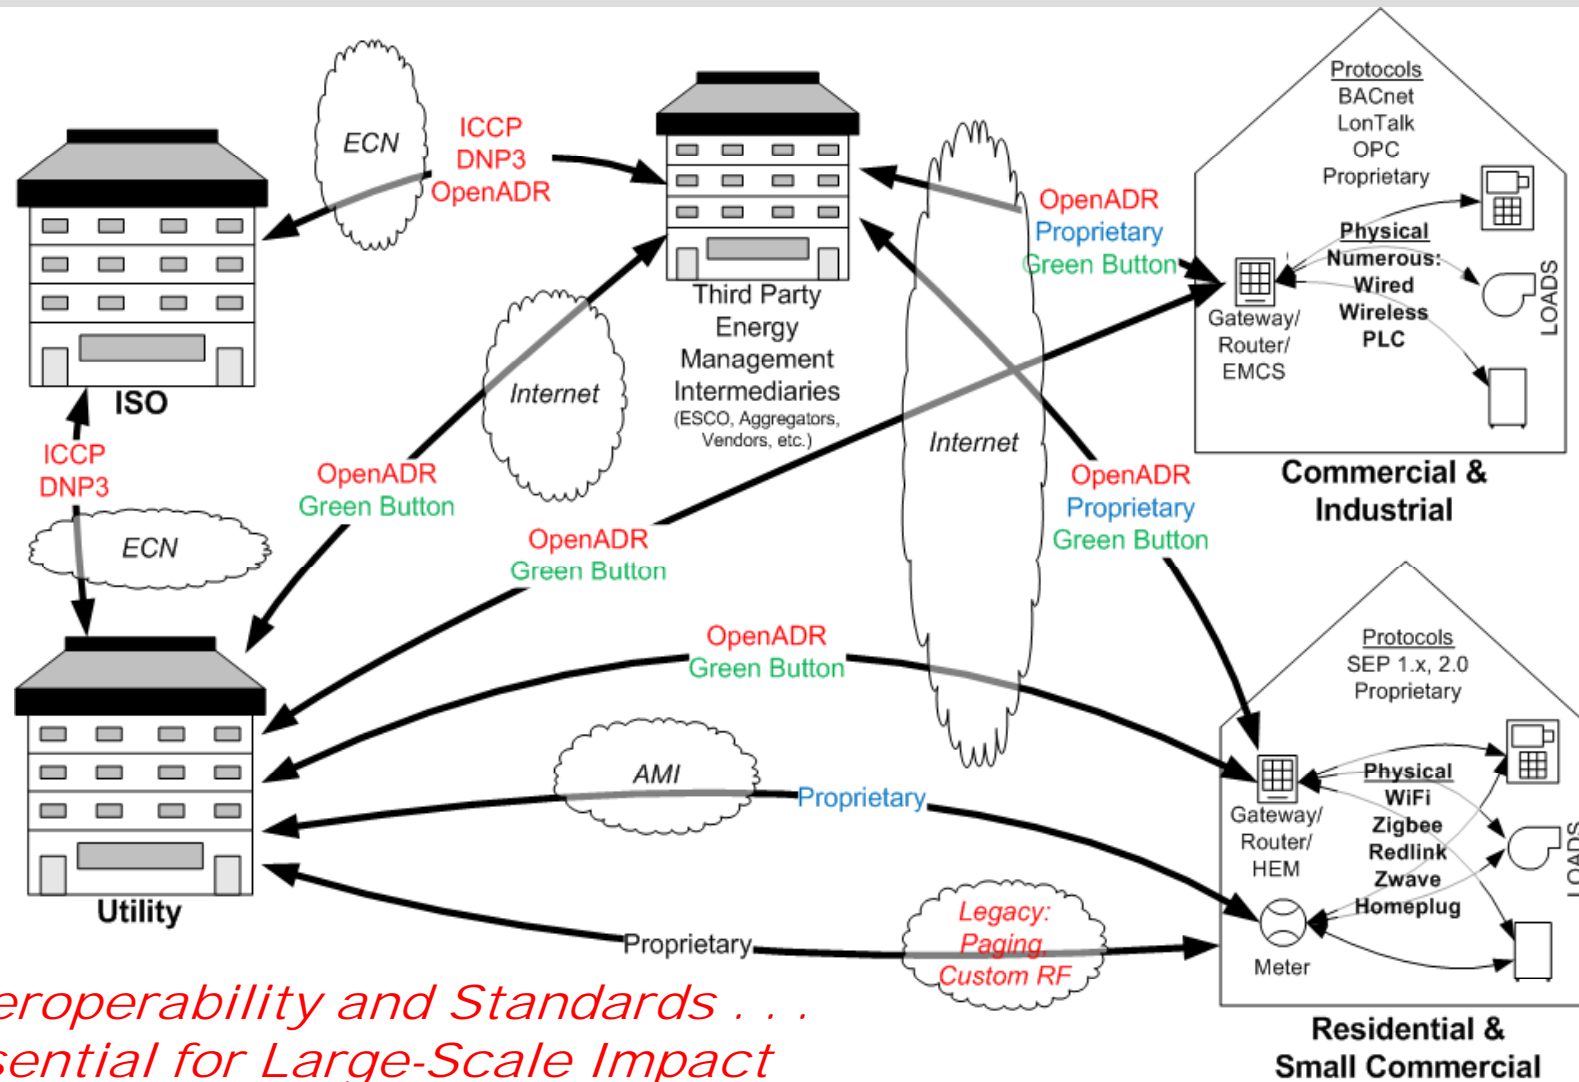 ECN
ICCP
DNP3
OpenADR
ISO
ICCP
DNP3
ECN
Third Party
Energy
Management
Intermediaries
(ESCO, Aggregators,
Vendors, etc.)
Internet
OpenADR
Green Button
OpenADR
Green Button
Internet
OpenADR
Proprietary
Green Button
OpenADR
Proprietary
Green Button
Protocols
BACnet
LonTalk
OPC
Proprietary
Physical
Numerous:
Wired
Wireless
PLC
Gateway/
Router/
EMCS
LOADS
Commercial &
Industrial
OpenADR
Green Button
AMI
Proprietary
Utility
Proprietary
Legacy:
Paging,
Custom RF
Protocols
SEP 1.x, 2.0
Proprietary
Physical
WiFi
Zigbee
Redlink
Zwave
Homeplug
Gateway/
Router/
HEM
Meter
LOADS
Residential &
Small Commercial
eroperability and Standards . . .
sential for Large-Scale Impact